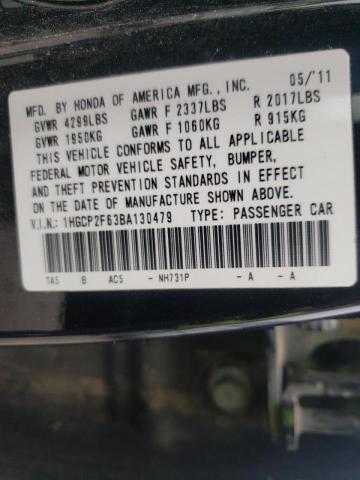 MFD. BY HONDA OF AMERICA MFG., INC. 05/'11
GVWR 4299LBS GAWR F 2337LBS R 2017LBS
GVWR 1950KG GAWR F 1060KG R 915KG
THIS VEHICLE CONFORMS TO ALL APPLICABLE
FEDERAL MOTOR VEHICLE SAFETY, BUMPER,
AND THEFT PREVENTION STANDARDS IN EFFECT
ON THE DATE OF MANUFACTURE SHOWN ABOVE.
V.I.N.: 1HGCP2F63BA130479 TYPE: PASSENGER CAR
TA5 B AC5 - NH731P - A - A